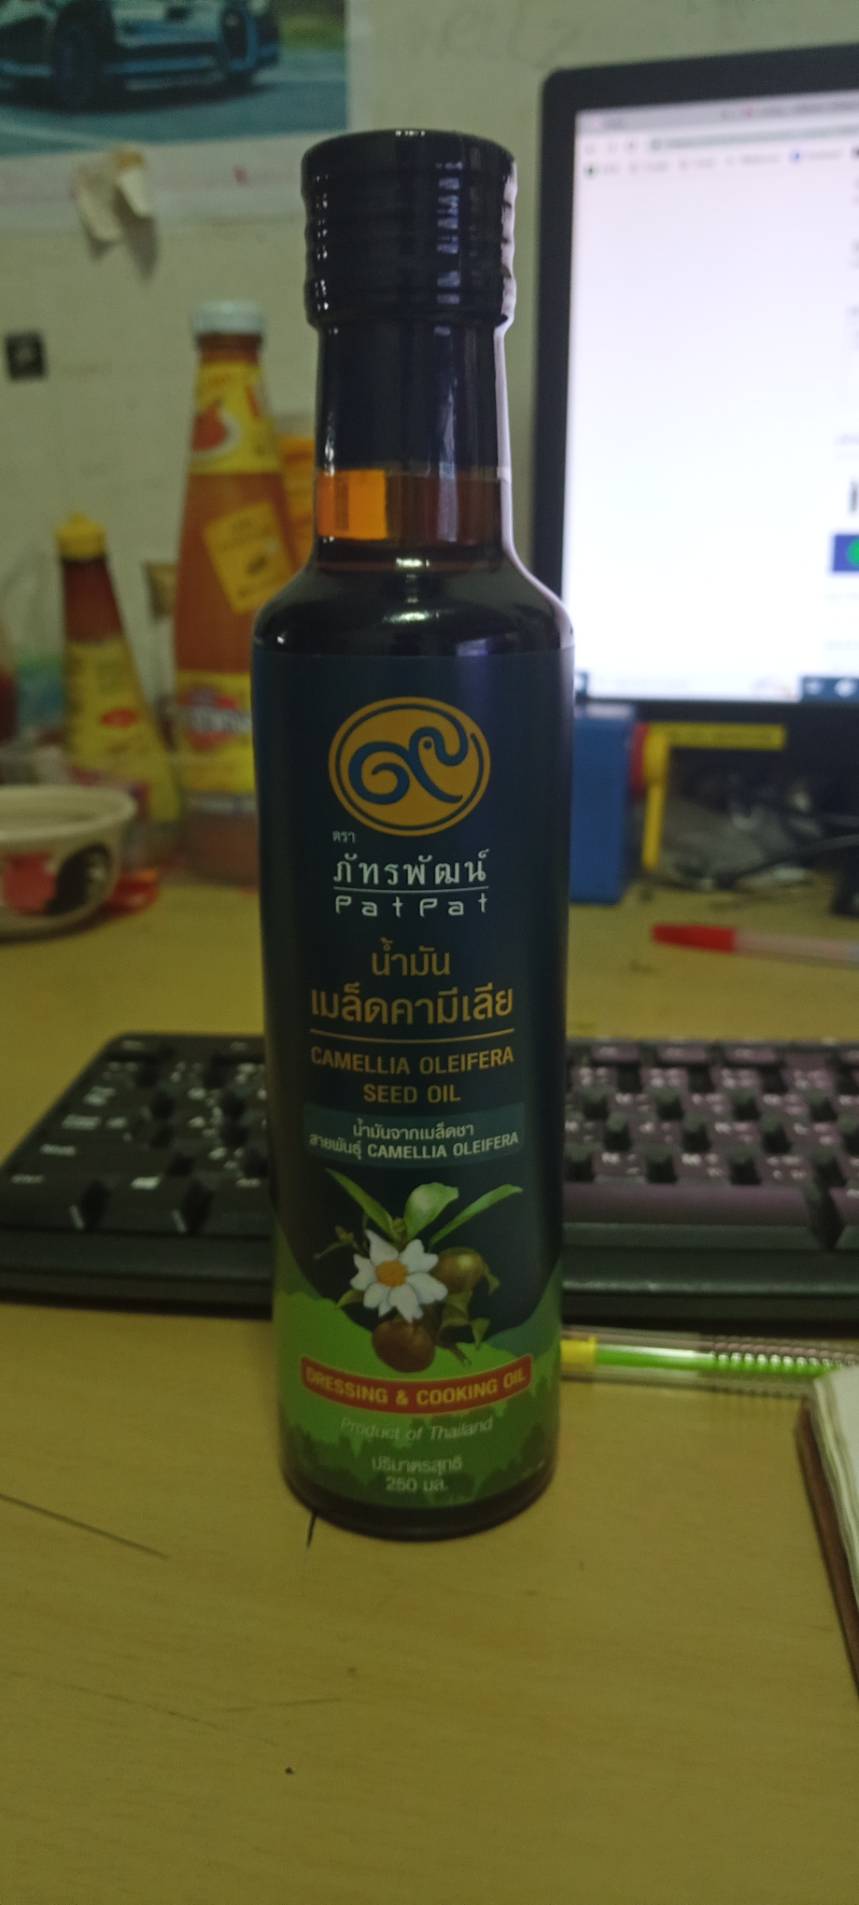 ตรา
ภัทรพัฒน์
PatPat
น้ำมัน
เมล็ดคามีเลีย
CAMELLIA OLEIFERA
SEED OIL
น้ำมันจากเมล็ดชา
สายพันธุ์ CAMELLIA OLEIFERA
DRESSING & COOKING OIL
Product of Thailand
ปริมาตรสุทธิ
250 มล.